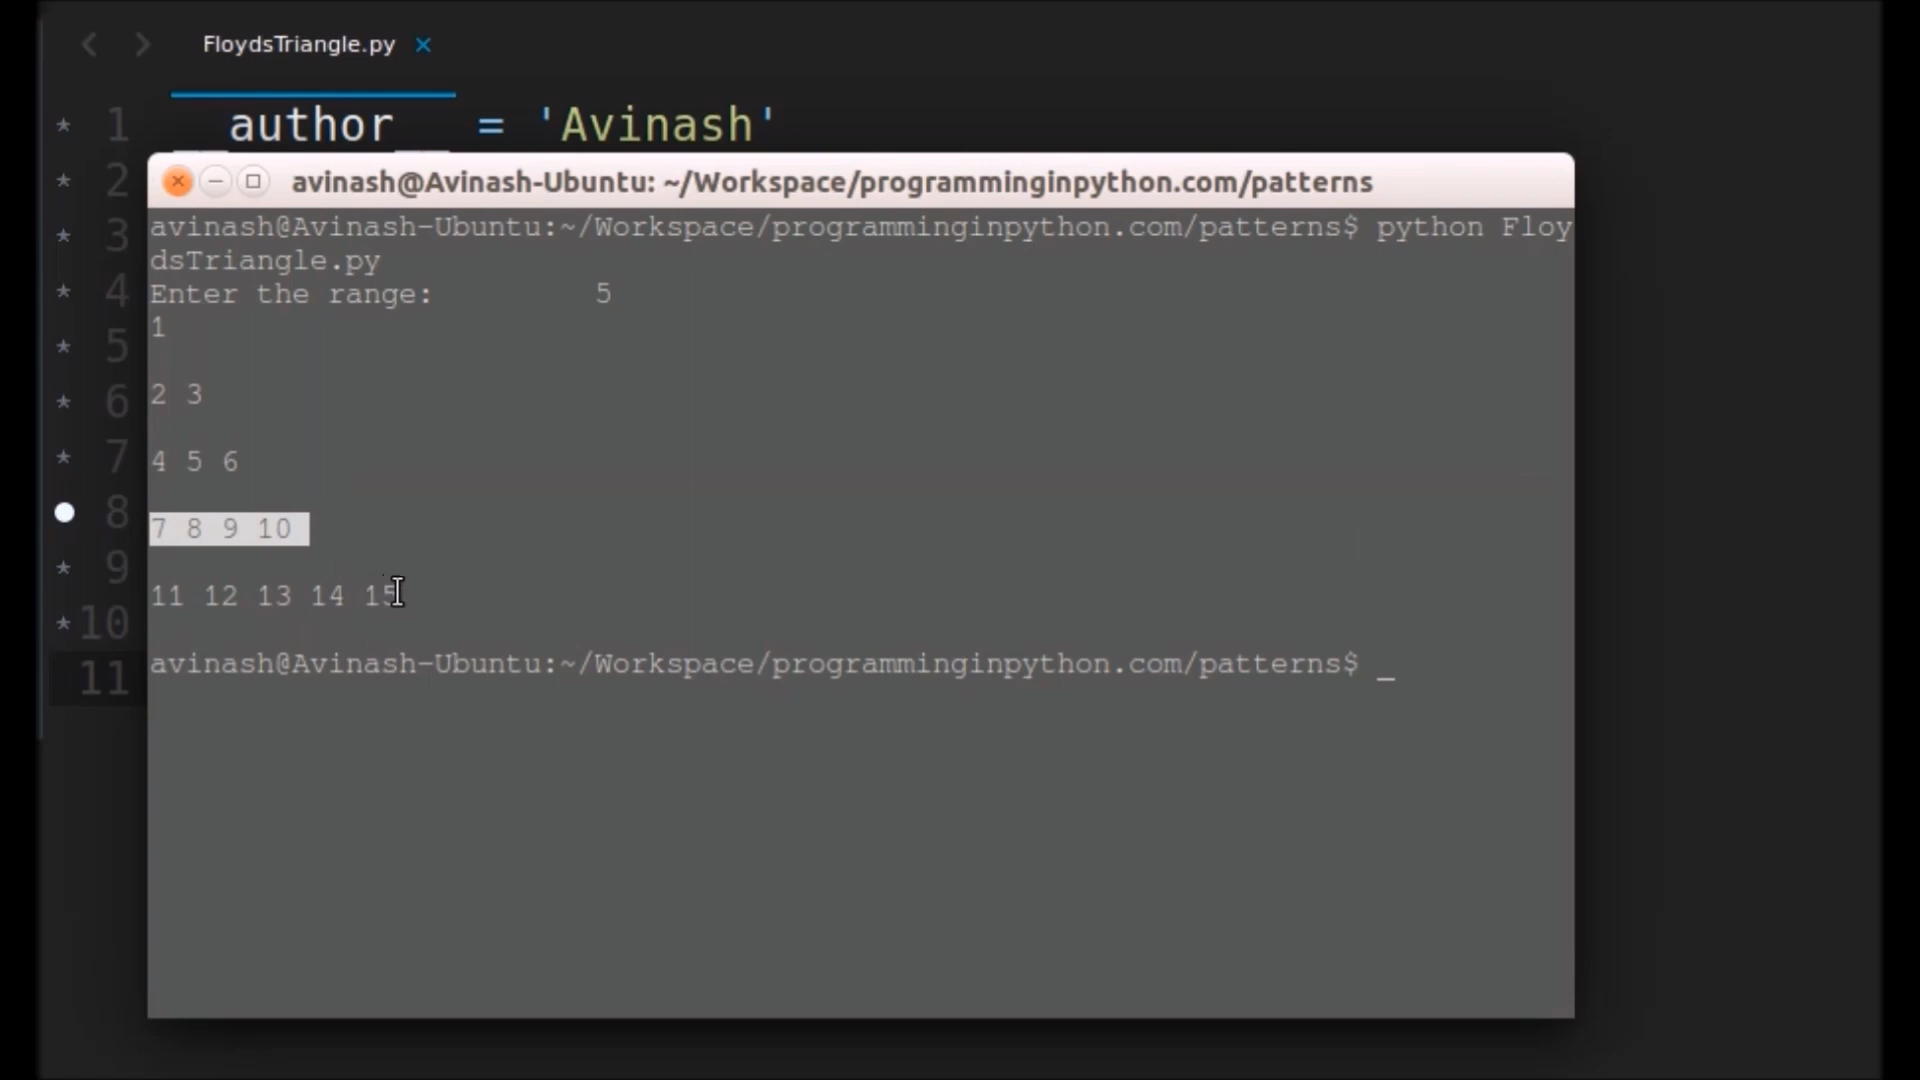 FloydsTriangle.py ×
1 __author__ = 'Avinash'
avinash@Avinash-Ubuntu: ~/Workspace/programminginpython.com/patterns
2
3
4
5
6
7
8
9
10
11
avinash@Avinash-Ubuntu:~/Workspace/programminginpython.com/patterns$ python Floy
dsTriangle.py
Enter the range: 5
1
2 3
4 5 6
7 8 9 10
11 12 13 14 15
avinash@Avinash-Ubuntu:~/Workspace/programminginpython.com/patterns$ _